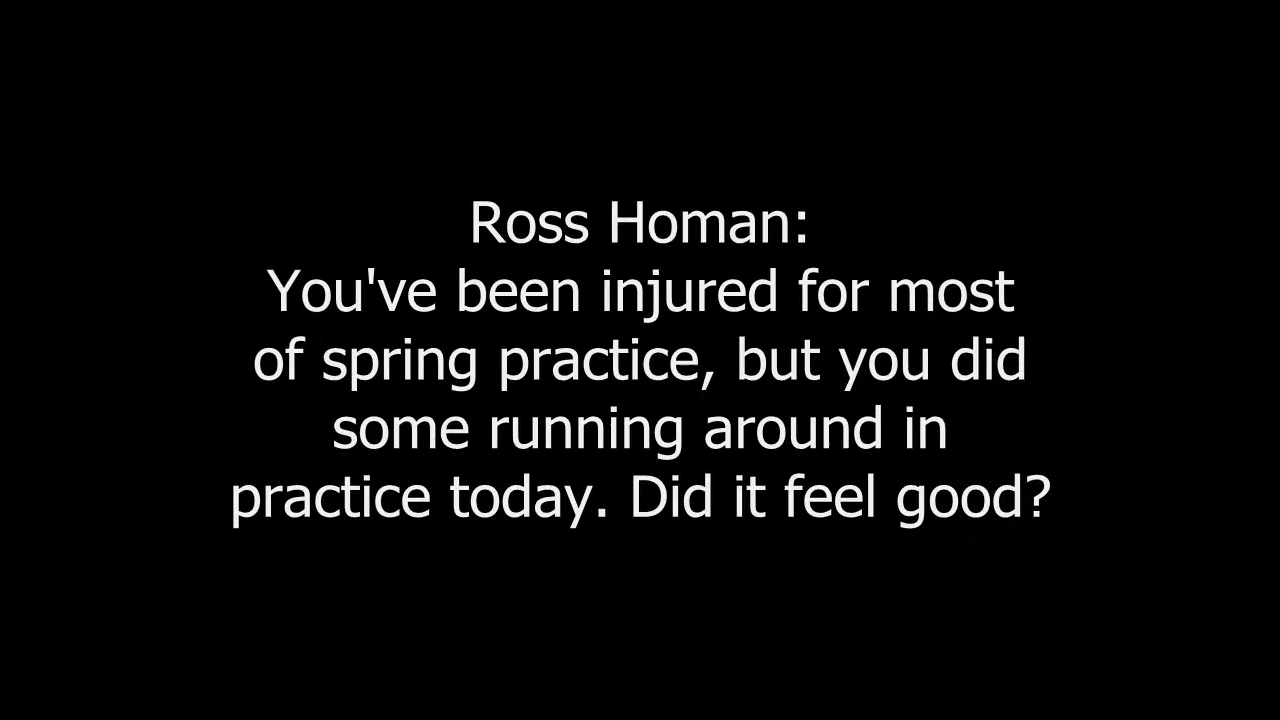 Ross Homan:
You've been injured for most
of spring practice, but you did
some running around in
practice today. Did it feel good?